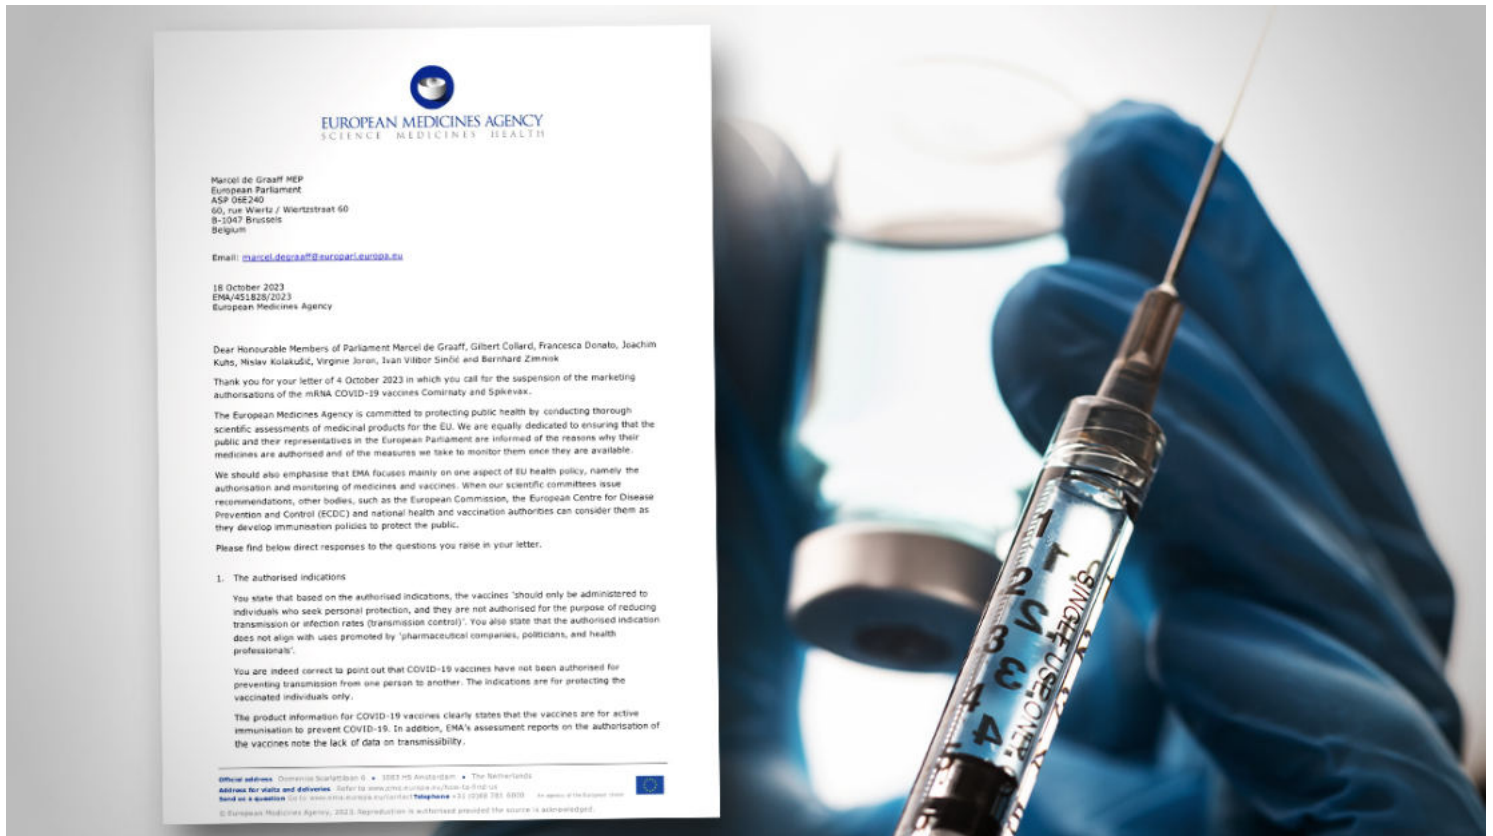 EUROPEAN MEDICINES AGENCY
SCIENCE MEDICINES HEALTH
Marcel de Graaff MEP
European Parliament
ASP 06E240
60, rue Wiertz / Wiertzstraat 60
B-1047 Brussels
Belgium
Email: marcel.degraaff@europarl.europa.eu
18 October 2023
EMA/451828/2023
European Medicines Agency
Dear Honourable Members of Parliament Marcel de Graaff, Gilbert Collard, Francesca Donato, Joachim
Kuhs, Mislav Kolakušić, Virginie Joron, Ivan Vilibor Sinčić and Bernhard Zimniok
Thank you for your letter of 4 October 2023 in which you call for the suspension of the marketing
authorisations of the mRNA COVID-19 vaccines Comirnaty and Spikevax.
The European Medicines Agency is committed to protecting public health by conducting thorough
scientific assessments of medicinal products for the EU. We are equally dedicated to ensuring that the
public and their representatives in the European Parliament are informed of the reasons why their
medicines are authorised and of the measures we take to monitor them once they are available.
We should also emphasise that EMA focuses mainly on one aspect of EU health policy, namely the
authorisation and monitoring of medicines and vaccines. When our scientific committees issue
recommendations, other bodies, such as the European Commission, the European Centre for Disease
Prevention and Control (ECDC) and national health and vaccination authorities can consider them as
they develop immunisation policies to protect the public.
Please find below direct responses to the questions you raise in your letter.
1. The authorised indications
You state that based on the authorised indications, the vaccines 'should only be administered to
individuals who seek personal protection, and they are not authorised for the purpose of reducing
transmission or infection rates (transmission control)'. You also state that the authorised indication
does not align with uses promoted by 'pharmaceutical companies, politicians, and health
professionals'.
You are indeed correct to point out that COVID-19 vaccines have not been authorised for
preventing transmission from one person to another. The indications are for protecting the
vaccinated individuals only.
The product information for COVID-19 vaccines clearly states that the vaccines are for active
immunisation to prevent COVID-19. In addition, EMA's assessment reports on the authorisation of
the vaccines note the lack of data on transmissibility.
Official address Domenico Scarlattilaan 6 • 1083 HS Amsterdam • The Netherlands
Address for visits and deliveries Refer to www.ema.europa.eu/how-to-find-us
Send us a question Go to www.ema.europa.eu/contact Telephone +31 (0)88 781 6000 An agency of the European Union
© European Medicines Agency, 2023. Reproduction is authorised provided the source is acknowledged.
1 1
2 2
3 3
4 4
SINGLE USE ONLY